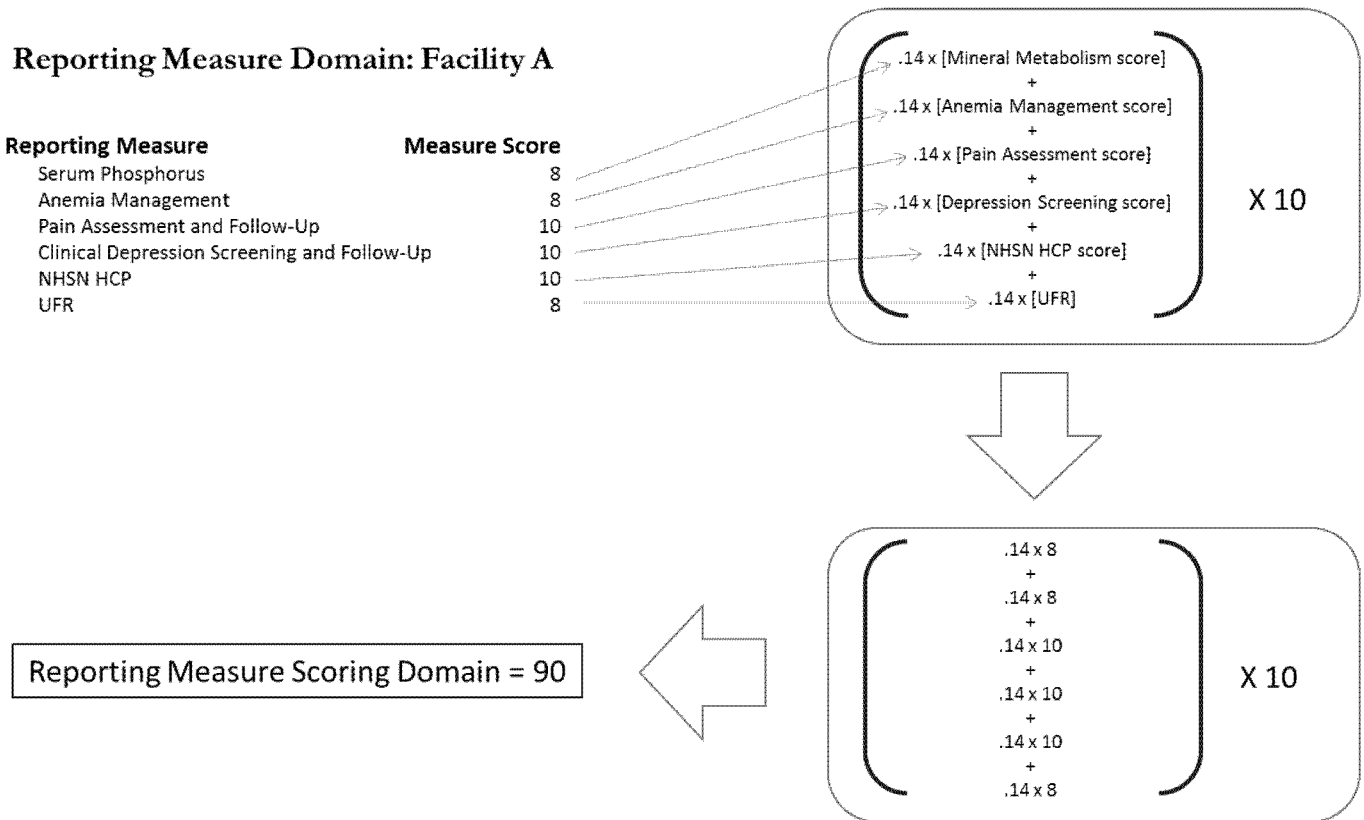 Reporting Measure Domain: Facility A
Reporting Measure Measure Score
Serum Phosphorus 8
Anemia Management 8
Pain Assessment and Follow-Up 10
Clinical Depression Screening and Follow-Up 10
NHSN HCP 10
UFR 8
.14 x [Mineral Metabolism score]
+
.14 x [Anemia Management score]
+
.14 x [Pain Assessment score]
+
.14 x [Depression Screening score]
+
.14 x [NHSN HCP score]
+
.14 x [UFR]
X 10
.14 x 8
+
.14 x 8
+
.14 x 10
+
.14 x 10
+
.14 x 10
+
.14 x 8
X 10
Reporting Measure Scoring Domain = 90